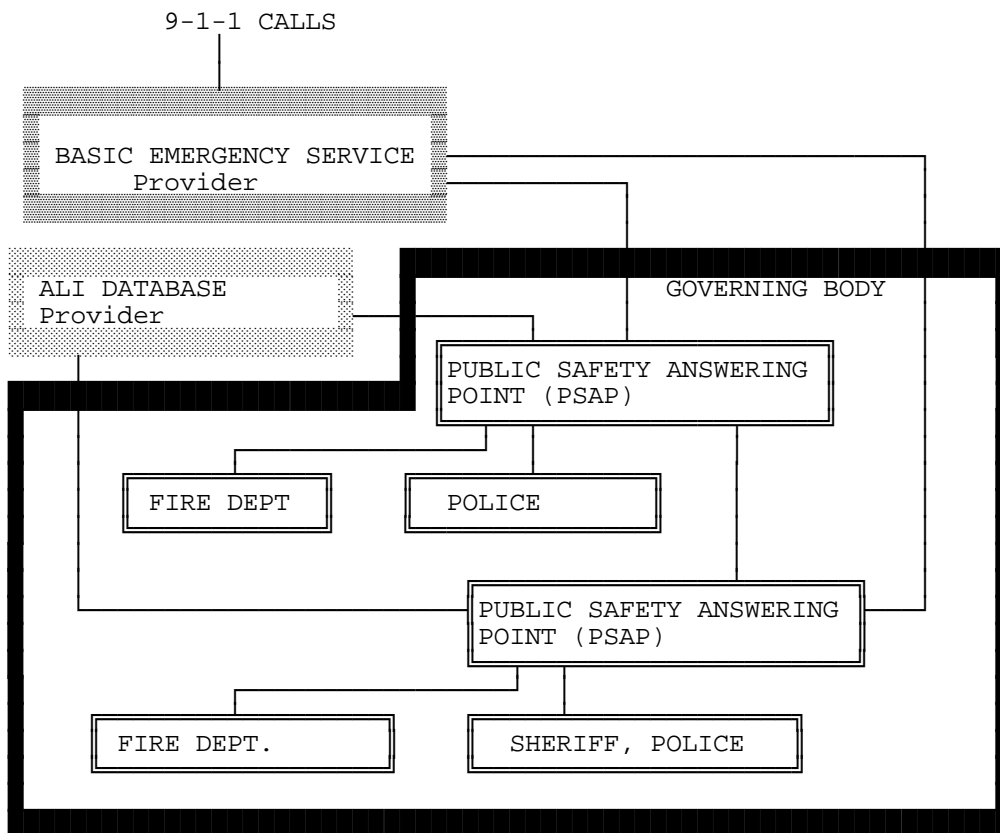 9-1-1 CALLS
BASIC EMERGENCY SERVICE
Provider
ALI DATABASE
Provider
GOVERNING BODY
PUBLIC SAFETY ANSWERING
POINT (PSAP)
FIRE DEPT
POLICE
PUBLIC SAFETY ANSWERING
POINT (PSAP)
FIRE DEPT.
SHERIFF, POLICE